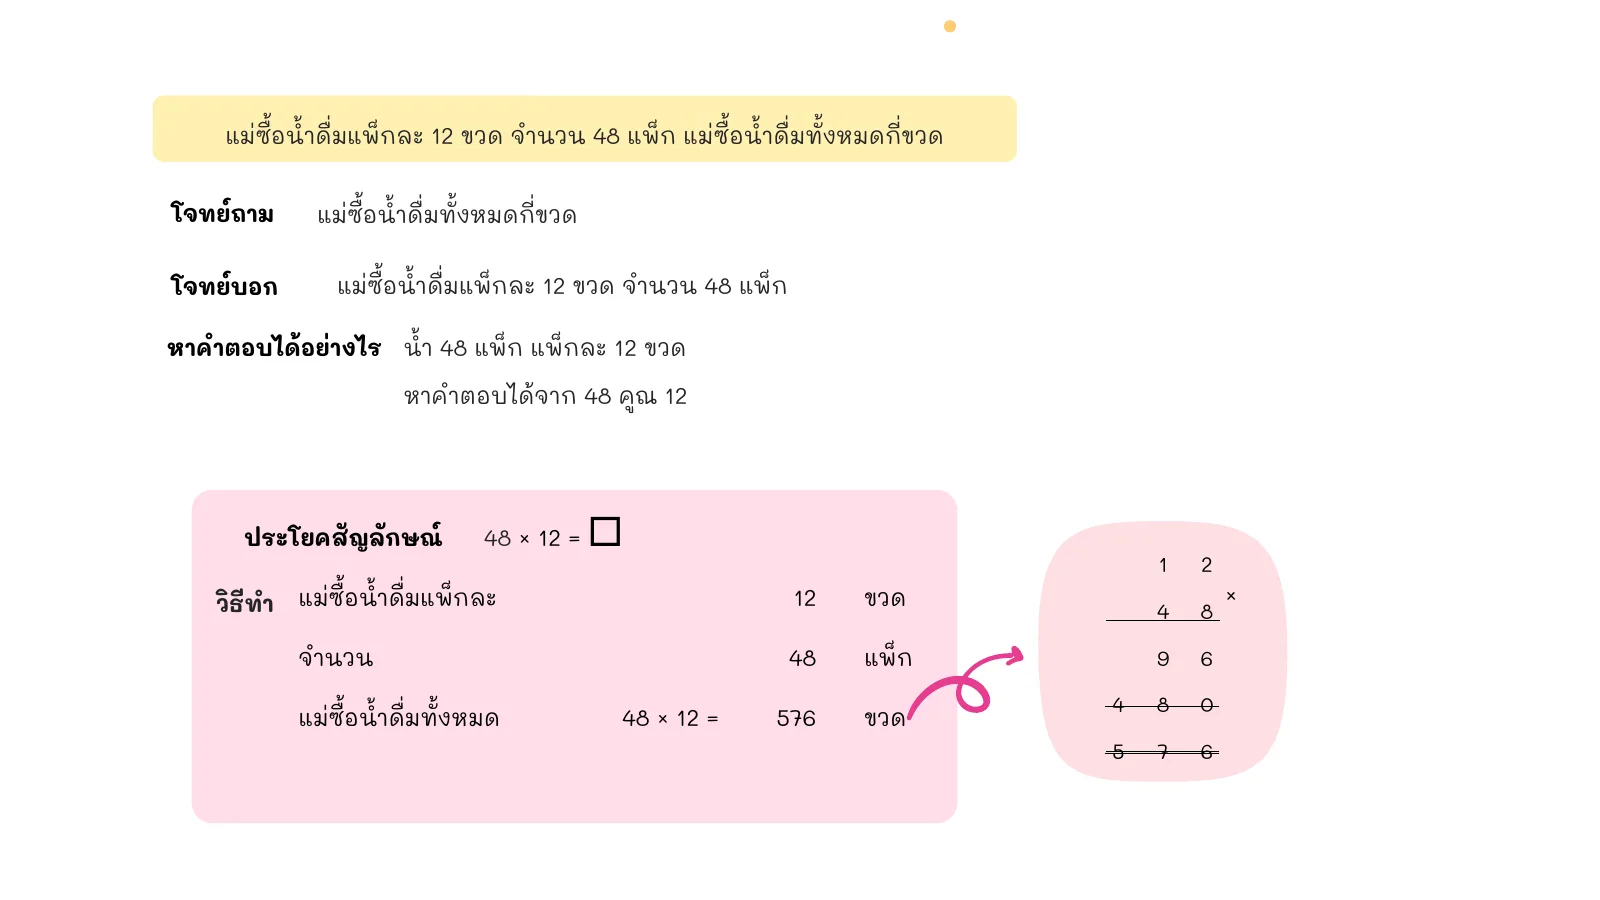 แม่ซื้อน้ำดื่มแพ็กละ 12 ขวด จำนวน 48 แพ็ก แม่ซื้อน้ำดื่มทั้งหมดกี่ขวด
โจทย์ถาม แม่ซื้อน้ำดื่มทั้งหมดกี่ขวด
โจทย์บอก แม่ซื้อน้ำดื่มแพ็กละ 12 ขวด จำนวน 48 แพ็ก
หาคำตอบได้อย่างไร น้ำ 48 แพ็ก แพ็กละ 12 ขวด
หาคำตอบได้จาก 48 คูณ 12
ประโยคสัญลักษณ์ 48 × 12 = □
วิธีทำ แม่ซื้อน้ำดื่มแพ็กละ 12 ขวด
จำนวน 48 แพ็ก
แม่ซื้อน้ำดื่มทั้งหมด 48 × 12 = 576 ขวด
1 2
×
4 8
9 6
4 8 0
5 7 6